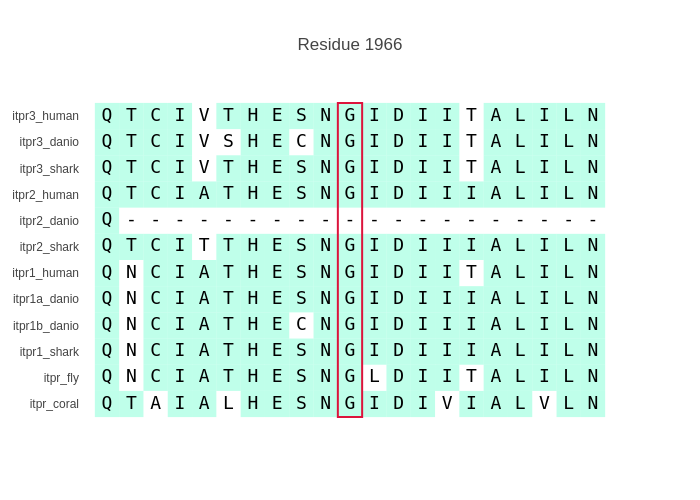 Residue 1966
itpr3_human Q T C I V T H E S N G I D I I T A L I L N
itpr3_danio Q T C I V S H E C N G I D I I T A L I L N
itpr3_shark Q T C I V T H E S N G I D I I T A L I L N
itpr2_human Q T C I A T H E S N G I D I I I A L I L N
itpr2_danio Q - - - - - - - - - - - - - - - - - - - -
itpr2_shark Q T C I T T H E S N G I D I I I A L I L N
itpr1_human Q N C I A T H E S N G I D I I T A L I L N
itpr1a_danio Q N C I A T H E S N G I D I I I A L I L N
itpr1b_danio Q N C I A T H E C N G I D I I I A L I L N
itpr1_shark Q N C I A T H E S N G I D I I I A L I L N
itpr_fly Q N C I A T H E S N G L D I I T A L I L N
itpr_coral Q T A I A L H E S N G I D I V I A L V L N